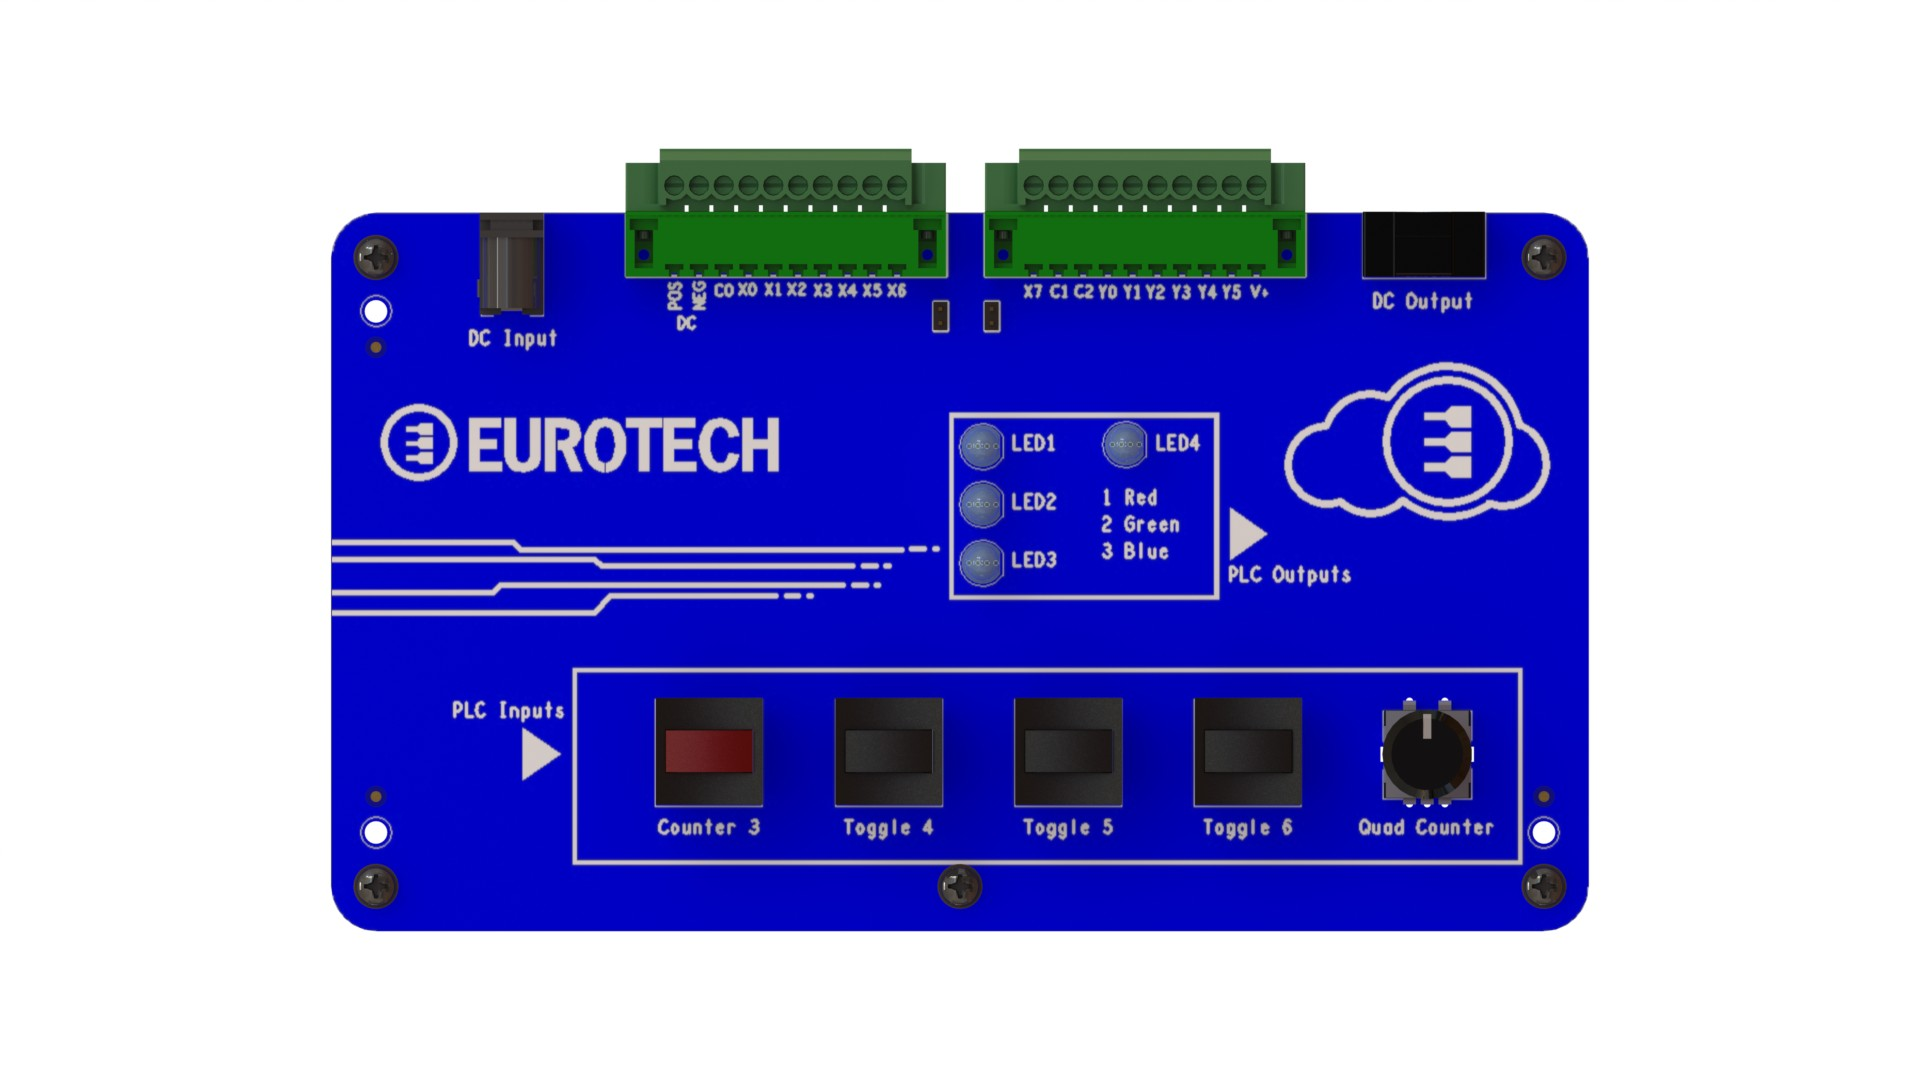 POS NEG C0 X0 X1 X2 X3 X4 X5 X6
DC
X7 C1 C2 Y0 Y1 Y2 Y3 Y4 Y5 V+
DC Input
DC Output
EUROTECH
LED1
LED4
LED2
LED3
1 Red
2 Green
3 Blue
PLC Outputs
PLC Inputs
Counter 3
Toggle 4
Toggle 5
Toggle 6
Quad Counter